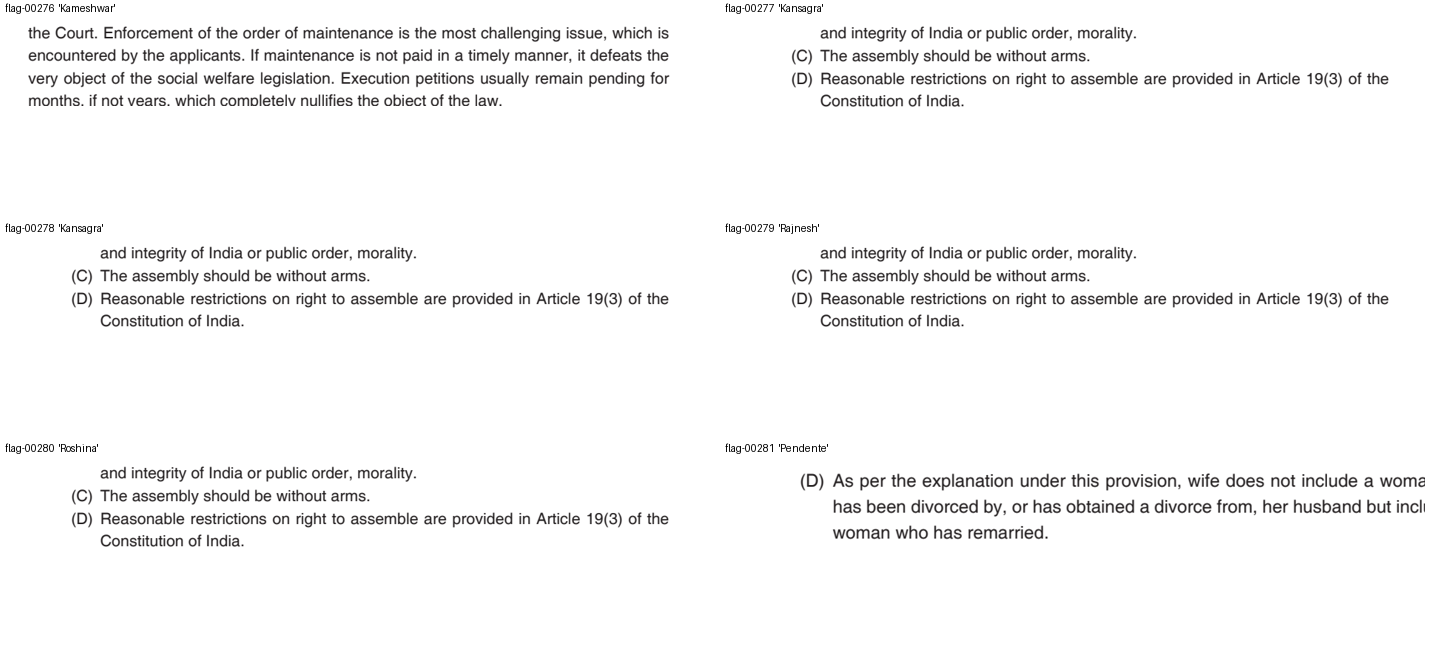 flag-00276 'Kameshwar'
the Court. Enforcement of the order of maintenance is the most challenging issue, which is
encountered by the applicants. If maintenance is not paid in a timely manner, it defeats the
very object of the social welfare legislation. Execution petitions usually remain pending for
months, if not years, which completely nullifies the object of the law.
flag-00277 'Kansagra'
and integrity of India or public order, morality.
(C) The assembly should be without arms.
(D) Reasonable restrictions on right to assemble are provided in Article 19(3) of the
Constitution of India.
flag-00278 'Kansagra'
and integrity of India or public order, morality.
(C) The assembly should be without arms.
(D) Reasonable restrictions on right to assemble are provided in Article 19(3) of the
Constitution of India.
flag-00279 'Rajnesh'
and integrity of India or public order, morality.
(C) The assembly should be without arms.
(D) Reasonable restrictions on right to assemble are provided in Article 19(3) of the
Constitution of India.
flag-00280 'Roshina'
and integrity of India or public order, morality.
(C) The assembly should be without arms.
(D) Reasonable restrictions on right to assemble are provided in Article 19(3) of the
Constitution of India.
flag-00281 'Pendente'
(D) As per the explanation under this provision, wife does not include a woma
has been divorced by, or has obtained a divorce from, her husband but incl
woman who has remarried.